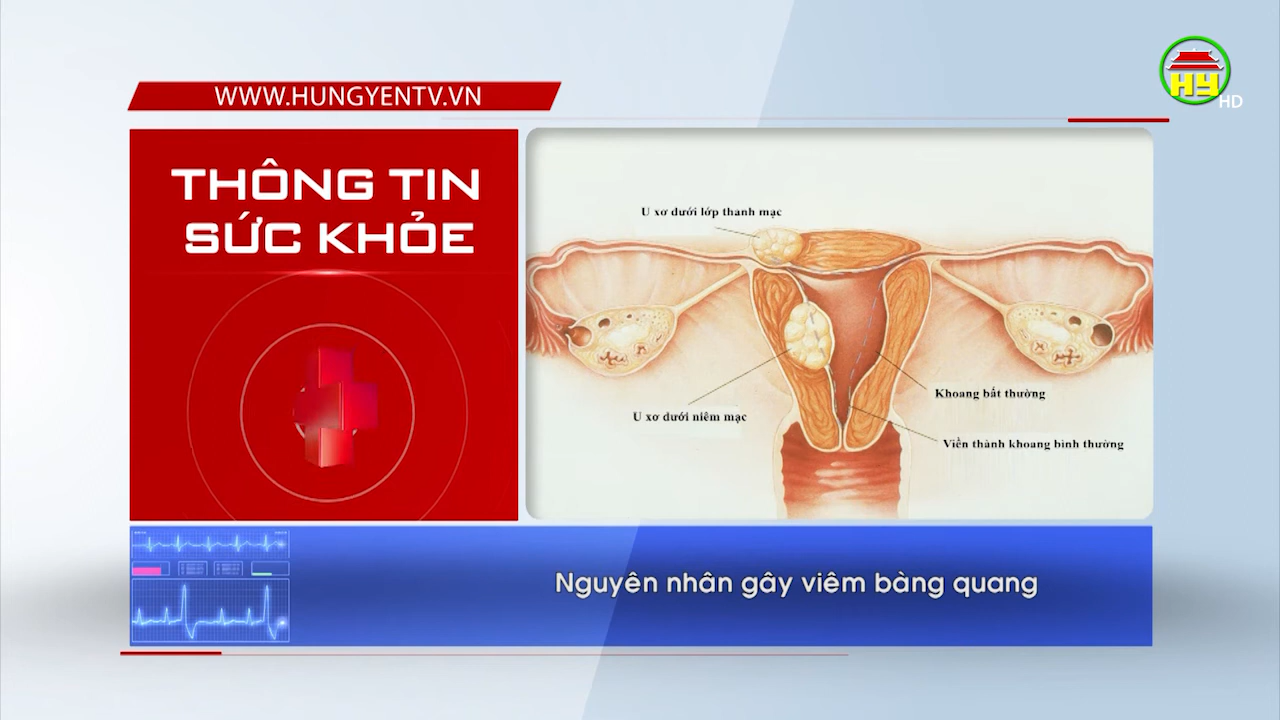 WWW.HUNGYENTV.VN
HY
HD
THÔNG TIN
SỨC KHỎE
U xơ dưới lớp thanh mạc
U xơ dưới niêm mạc
Khoang bất thường
Viền thành khoang bình thường
Nguyên nhân gây viêm bàng quang